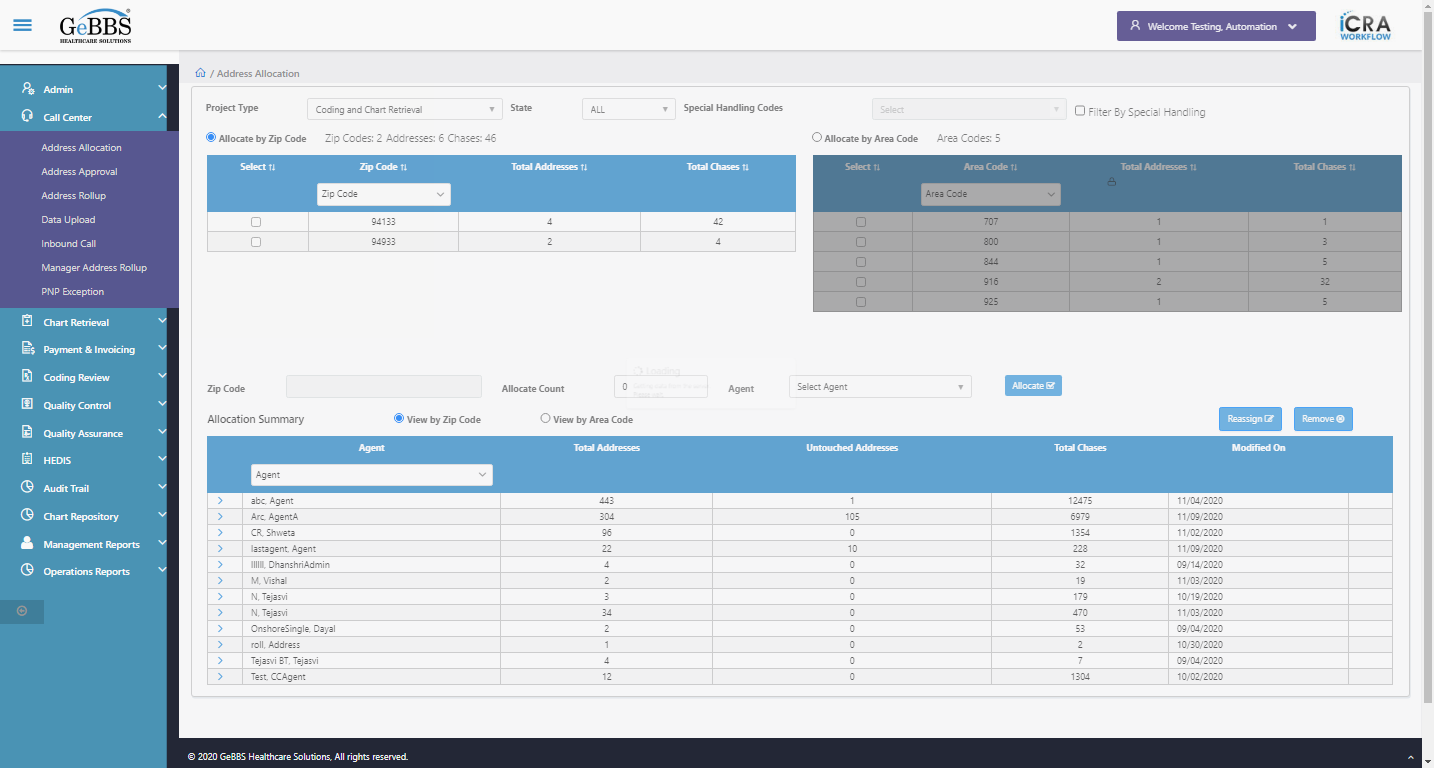 GeBBS
HEALTHCARE SOLUTIONS
Welcome Testing, Automation
iCRA
WORKFLOW
/ Address Allocation
Admin
Call Center
Address Allocation
Address Approval
Address Rollup
Data Upload
Inbound Call
Manager Address Rollup
PNP Exception
Chart Retrieval
Payment & Invoicing
Coding Review
Quality Control
Quality Assurance
HEDIS
Audit Trail
Chart Repository
Management Reports
Operations Reports
Project Type Coding and Chart Retrieval State ALL Special Handling Codes Select Filter By Special Handling
Allocate by Zip Code Zip Codes: 2 Addresses: 6 Chases: 46
Select Zip Code Total Addresses Total Chases
Zip Code
94133 4 42
94933 2 4
Allocate by Area Code Area Codes: 5
Select Area Code Total Addresses Total Chases
Area Code
707 1 1
800 1 3
844 1 5
916 2 32
925 1 5
Loading
Zip Code Allocate Count 0 Agent Select Agent Allocate
Allocation Summary View by Zip Code View by Area Code Reassign Remove
Agent Total Addresses Untouched Addresses Total Chases Modified On
Agent
abc, Agent 443 1 12475 11/04/2020
Arc, AgentA 304 105 6979 11/09/2020
CR, Shweta 96 0 1354 11/02/2020
lastagent, Agent 22 10 228 11/09/2020
llllll, DhanshriAdmin 4 0 32 09/14/2020
M, Vishal 2 0 19 11/03/2020
N, Tejasvi 3 0 179 10/19/2020
N, Tejasvi 34 0 470 11/03/2020
OnshoreSingle, Dayal 2 0 53 09/04/2020
roll, Address 1 0 2 10/30/2020
Tejasvi BT, Tejasvi 4 0 7 09/04/2020
Test, CCAgent 12 0 1304 10/02/2020
© 2020 GeBBS Healthcare Solutions, All rights reserved.